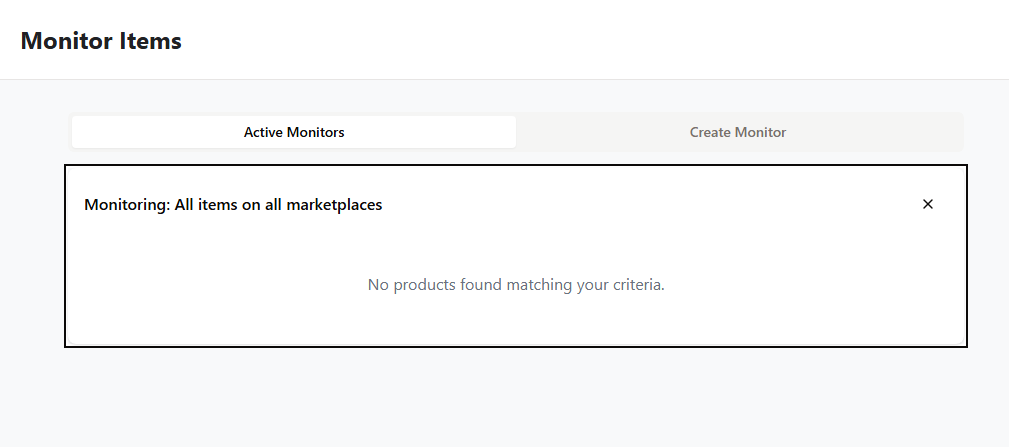 Monitor Items
Active Monitors
Create Monitor
Monitoring: All items on all marketplaces
No products found matching your criteria.